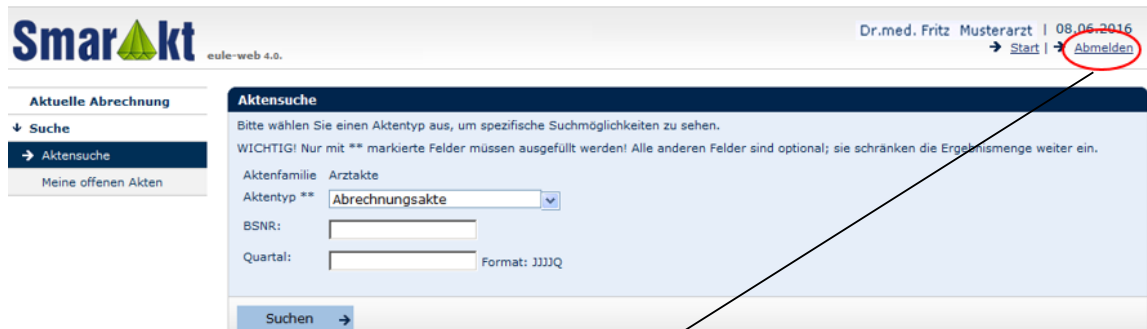 SmarAkt eule-web 4.0.
Dr.med. Fritz Musterarzt | 08.06.2016
Start | Abmelden
Aktuelle Abrechnung
Suche
Aktensuche
Meine offenen Akten
Aktensuche
Bitte wählen Sie einen Aktentyp aus, um spezifische Suchmöglichkeiten zu sehen.
WICHTIG! Nur mit ** markierte Felder müssen ausgefüllt werden! Alle anderen Felder sind optional; sie schränken die Ergebnismenge weiter ein.
Aktenfamilie Arztakte
Aktentyp ** Abrechnungsakte
BSNR:
Quartal: Format: JJJJQ
Suchen